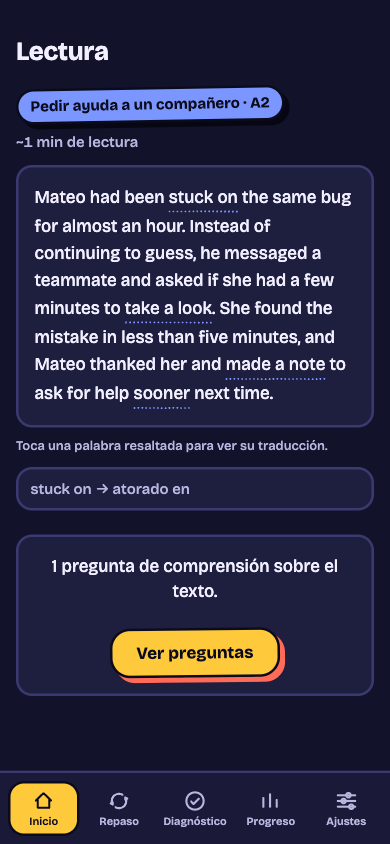 Lectura
Pedir ayuda a un compañero · A2
~1 min de lectura
Mateo had been stuck on the same bug
for almost an hour. Instead of
continuing to guess, he messaged a
teammate and asked if she had a few
minutes to take a look. She found the
mistake in less than five minutes, and
Mateo thanked her and made a note to
ask for help sooner next time.
Toca una palabra resaltada para ver su traducción.
stuck on → atorado en
1 pregunta de comprensión sobre el
texto.
Ver preguntas
Inicio Repaso Diagnóstico Progreso Ajustes